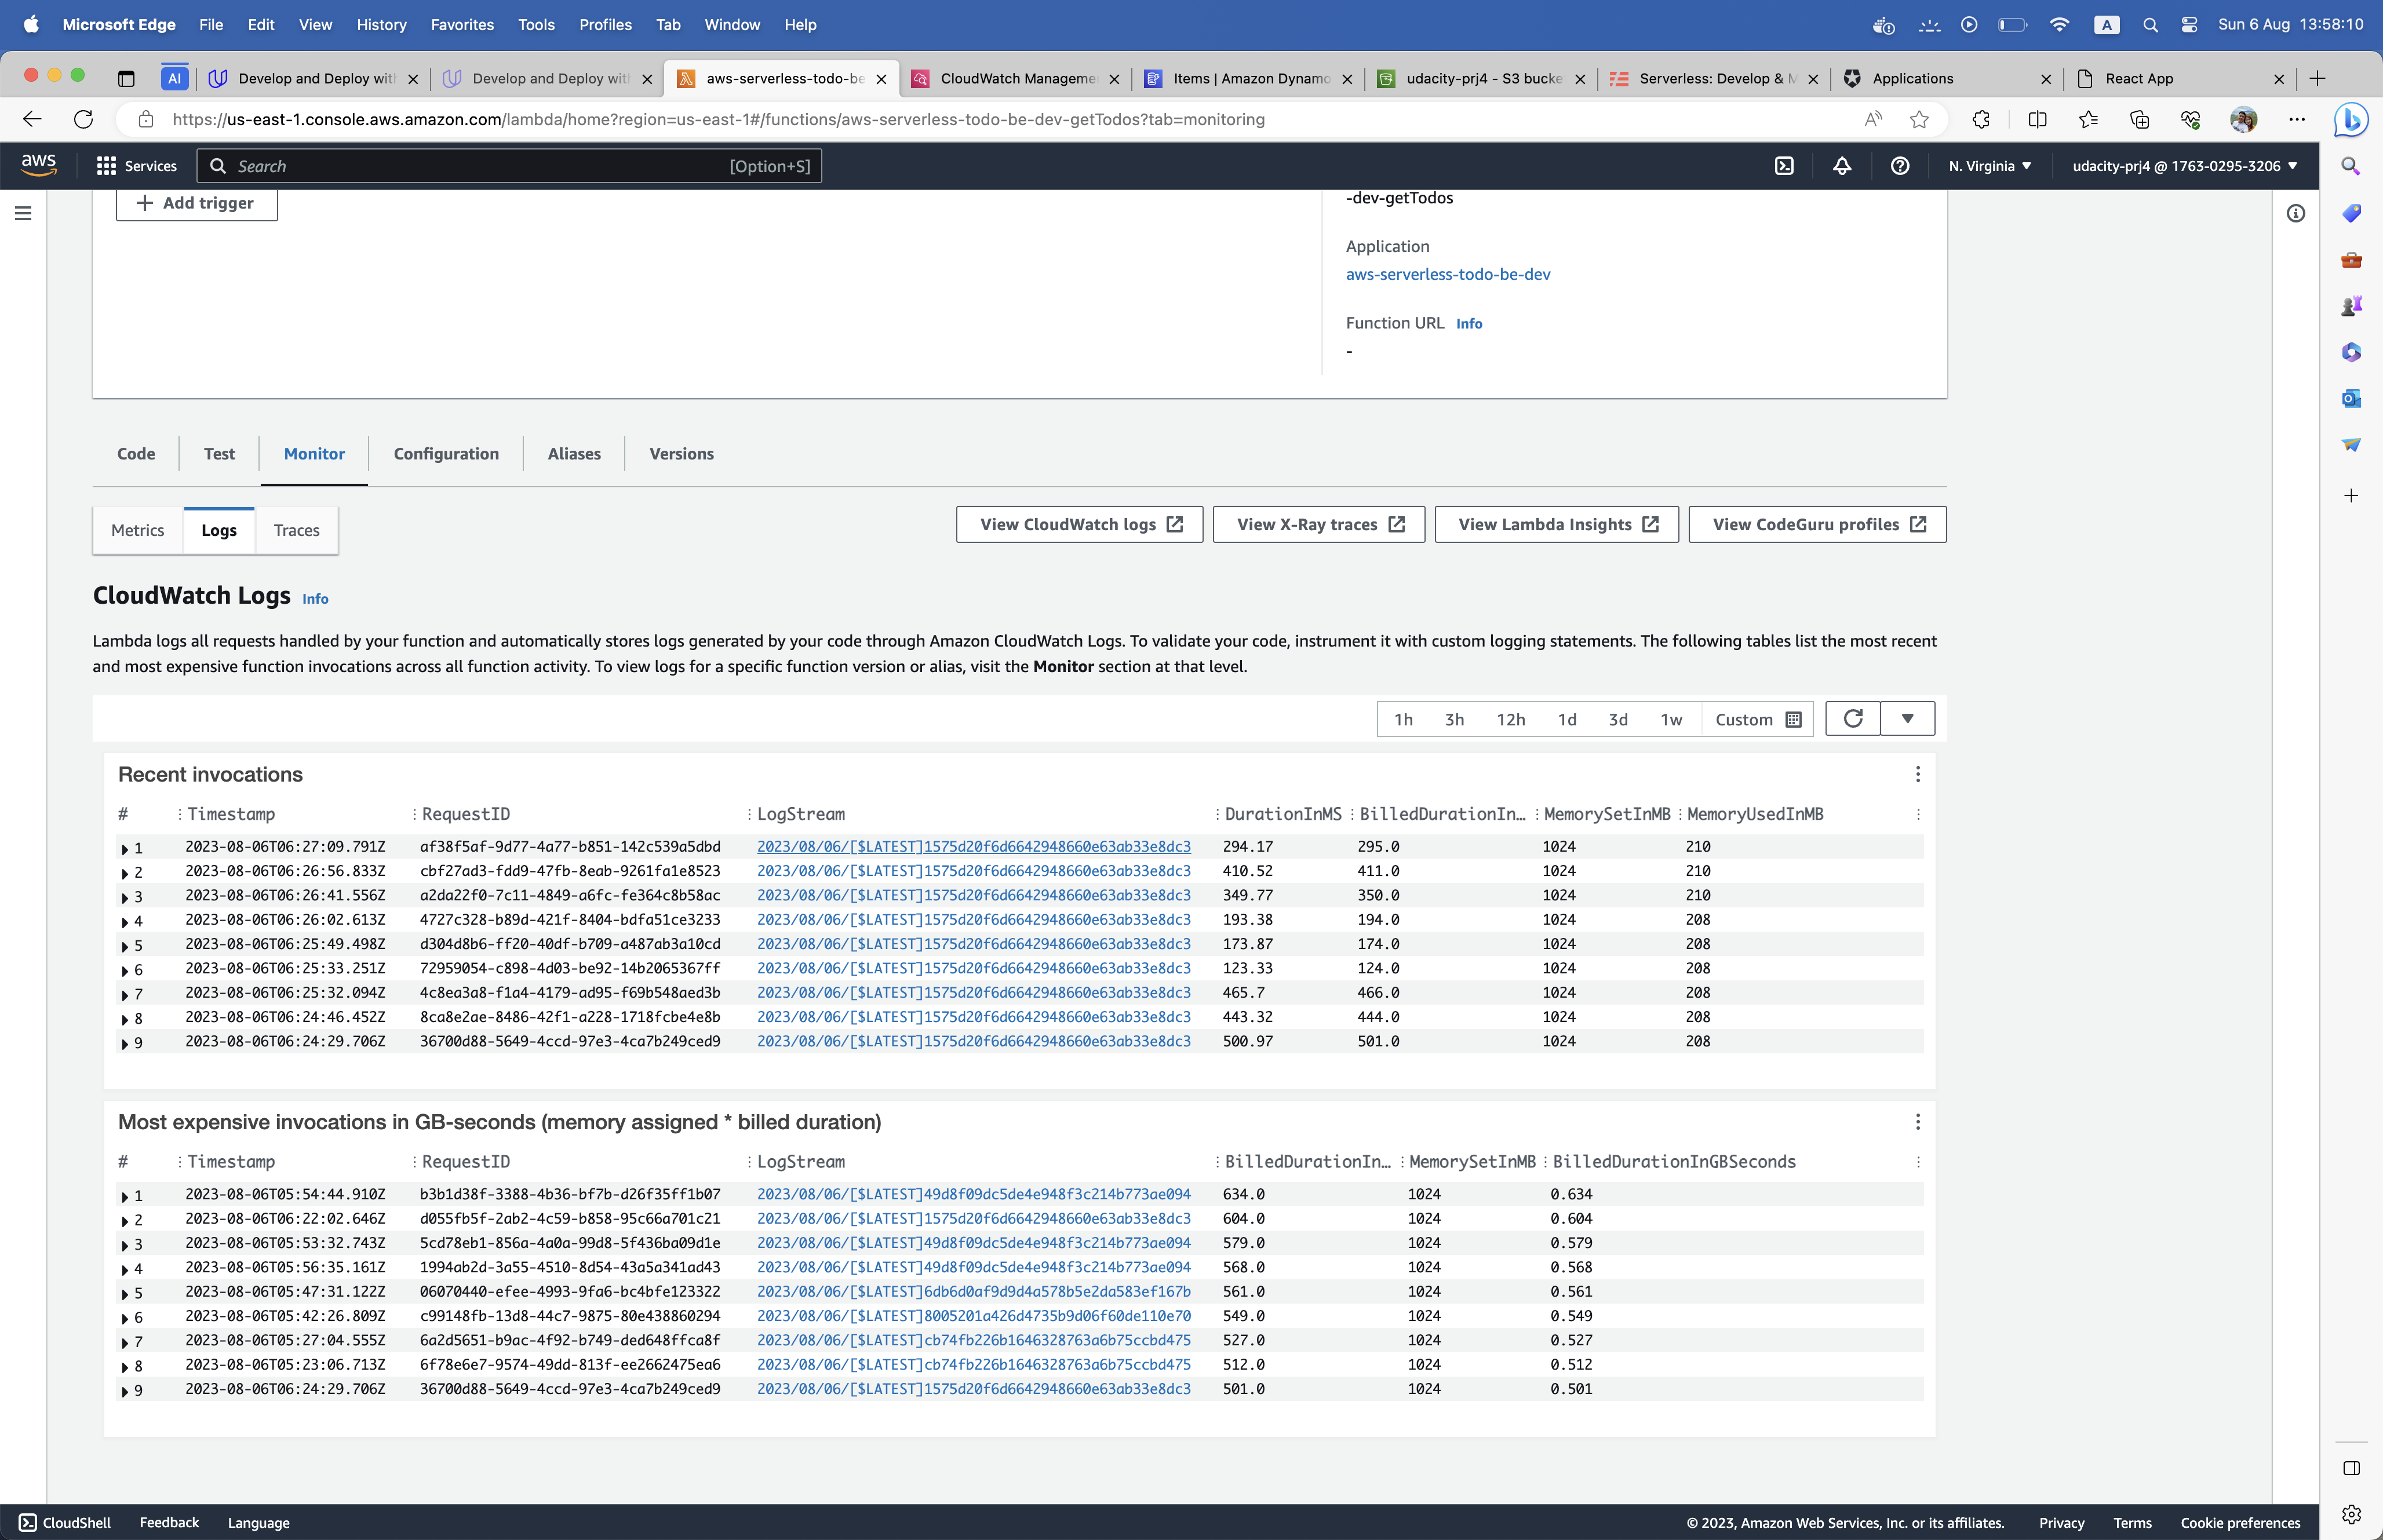 Microsoft Edge File Edit View History Favorites Tools Profiles Tab Window Help A Sun 6 Aug 13:58:10
AI Develop and Deploy wit Develop and Deploy wit aws-serverless-todo-be CloudWatch Manageme Items | Amazon Dynamo udacity-prj4 - S3 bucke Serverless: Develop & M Applications React App
https://us-east-1.console.aws.amazon.com/lambda/home?region=us-east-1#/functions/aws-serverless-todo-be-dev-getTodos?tab=monitoring
aws Services Search [Option+S] N. Virginia ▼ udacity-prj4 @ 1763-0295-3206 ▼
+ Add trigger
-dev-getTodos
Application
aws-serverless-todo-be-dev
Function URL Info
-
Code Test Monitor Configuration Aliases Versions
Metrics Logs Traces View CloudWatch logs View X-Ray traces View Lambda Insights View CodeGuru profiles
CloudWatch Logs Info
Lambda logs all requests handled by your function and automatically stores logs generated by your code through Amazon CloudWatch Logs. To validate your code, instrument it with custom logging statements. The following tables list the most recent
and most expensive function invocations across all function activity. To view logs for a specific function version or alias, visit the Monitor section at that level.
1h 3h 12h 1d 3d 1w Custom
Recent invocations
# Timestamp RequestID LogStream DurationInMS BilledDurationIn... MemorySetInMB MemoryUsedInMB
1 2023-08-06T06:27:09.791Z af38f5af-9d77-4a77-b851-142c539a5dbd 2023/08/06/[$LATEST]1575d20f6d6642948660e63ab33e8dc3 294.17 295.0 1024 210
2 2023-08-06T06:26:56.833Z cbf27ad3-fdd9-47fb-8eab-9261fa1e8523 2023/08/06/[$LATEST]1575d20f6d6642948660e63ab33e8dc3 410.52 411.0 1024 210
3 2023-08-06T06:26:41.556Z a2da22f0-7c11-4849-a6fc-fe364c8b58ac 2023/08/06/[$LATEST]1575d20f6d6642948660e63ab33e8dc3 349.77 350.0 1024 210
4 2023-08-06T06:26:02.613Z 4727c328-b89d-421f-8404-bdfa51ce3233 2023/08/06/[$LATEST]1575d20f6d6642948660e63ab33e8dc3 193.38 194.0 1024 208
5 2023-08-06T06:25:49.498Z d304d8b6-ff20-40df-b709-a487ab3a10cd 2023/08/06/[$LATEST]1575d20f6d6642948660e63ab33e8dc3 173.87 174.0 1024 208
6 2023-08-06T06:25:33.251Z 72959054-c898-4d03-be92-14b2065367ff 2023/08/06/[$LATEST]1575d20f6d6642948660e63ab33e8dc3 123.33 124.0 1024 208
7 2023-08-06T06:25:32.094Z 4c8ea3a8-f1a4-4179-ad95-f69b548aed3b 2023/08/06/[$LATEST]1575d20f6d6642948660e63ab33e8dc3 465.7 466.0 1024 208
8 2023-08-06T06:24:46.452Z 8ca8e2ae-8486-42f1-a228-1718fcbe4e8b 2023/08/06/[$LATEST]1575d20f6d6642948660e63ab33e8dc3 443.32 444.0 1024 208
9 2023-08-06T06:24:29.706Z 36700d88-5649-4ccd-97e3-4ca7b249ced9 2023/08/06/[$LATEST]1575d20f6d6642948660e63ab33e8dc3 500.97 501.0 1024 208
Most expensive invocations in GB-seconds (memory assigned * billed duration)
# Timestamp RequestID LogStream BilledDurationIn... MemorySetInMB BilledDurationInGBSeconds
1 2023-08-06T05:54:44.910Z b3b1d38f-3388-4b36-bf7b-d26f35ff1b07 2023/08/06/[$LATEST]49d8f09dc5de4e948f3c214b773ae094 634.0 1024 0.634
2 2023-08-06T06:22:02.646Z d055fb5f-2ab2-4c59-b858-95c66a701c21 2023/08/06/[$LATEST]1575d20f6d6642948660e63ab33e8dc3 604.0 1024 0.604
3 2023-08-06T05:53:32.743Z 5cd78eb1-856a-4a0a-99d8-5f436ba09d1e 2023/08/06/[$LATEST]49d8f09dc5de4e948f3c214b773ae094 579.0 1024 0.579
4 2023-08-06T05:56:35.161Z 1994ab2d-3a55-4510-8d54-43a5a341ad43 2023/08/06/[$LATEST]49d8f09dc5de4e948f3c214b773ae094 568.0 1024 0.568
5 2023-08-06T05:47:31.122Z 06070440-efee-4993-9fa6-bc4bfe123322 2023/08/06/[$LATEST]6db6d0af9d9d4a578b5e2da583ef167b 561.0 1024 0.561
6 2023-08-06T05:42:26.809Z c99148fb-13d8-44c7-9875-80e438860294 2023/08/06/[$LATEST]8005201a426d4735b9d06f60de110e70 549.0 1024 0.549
7 2023-08-06T05:27:04.555Z 6a2d5651-b9ac-4f92-b749-ded648ffca8f 2023/08/06/[$LATEST]cb74fb226b1646328763a6b75ccbd475 527.0 1024 0.527
8 2023-08-06T05:23:06.713Z 6f78e6e7-9574-49dd-813f-ee2662475ea6 2023/08/06/[$LATEST]cb74fb226b1646328763a6b75ccbd475 512.0 1024 0.512
9 2023-08-06T06:24:29.706Z 36700d88-5649-4ccd-97e3-4ca7b249ced9 2023/08/06/[$LATEST]1575d20f6d6642948660e63ab33e8dc3 501.0 1024 0.501
CloudShell Feedback Language © 2023, Amazon Web Services, Inc. or its affiliates. Privacy Terms Cookie preferences